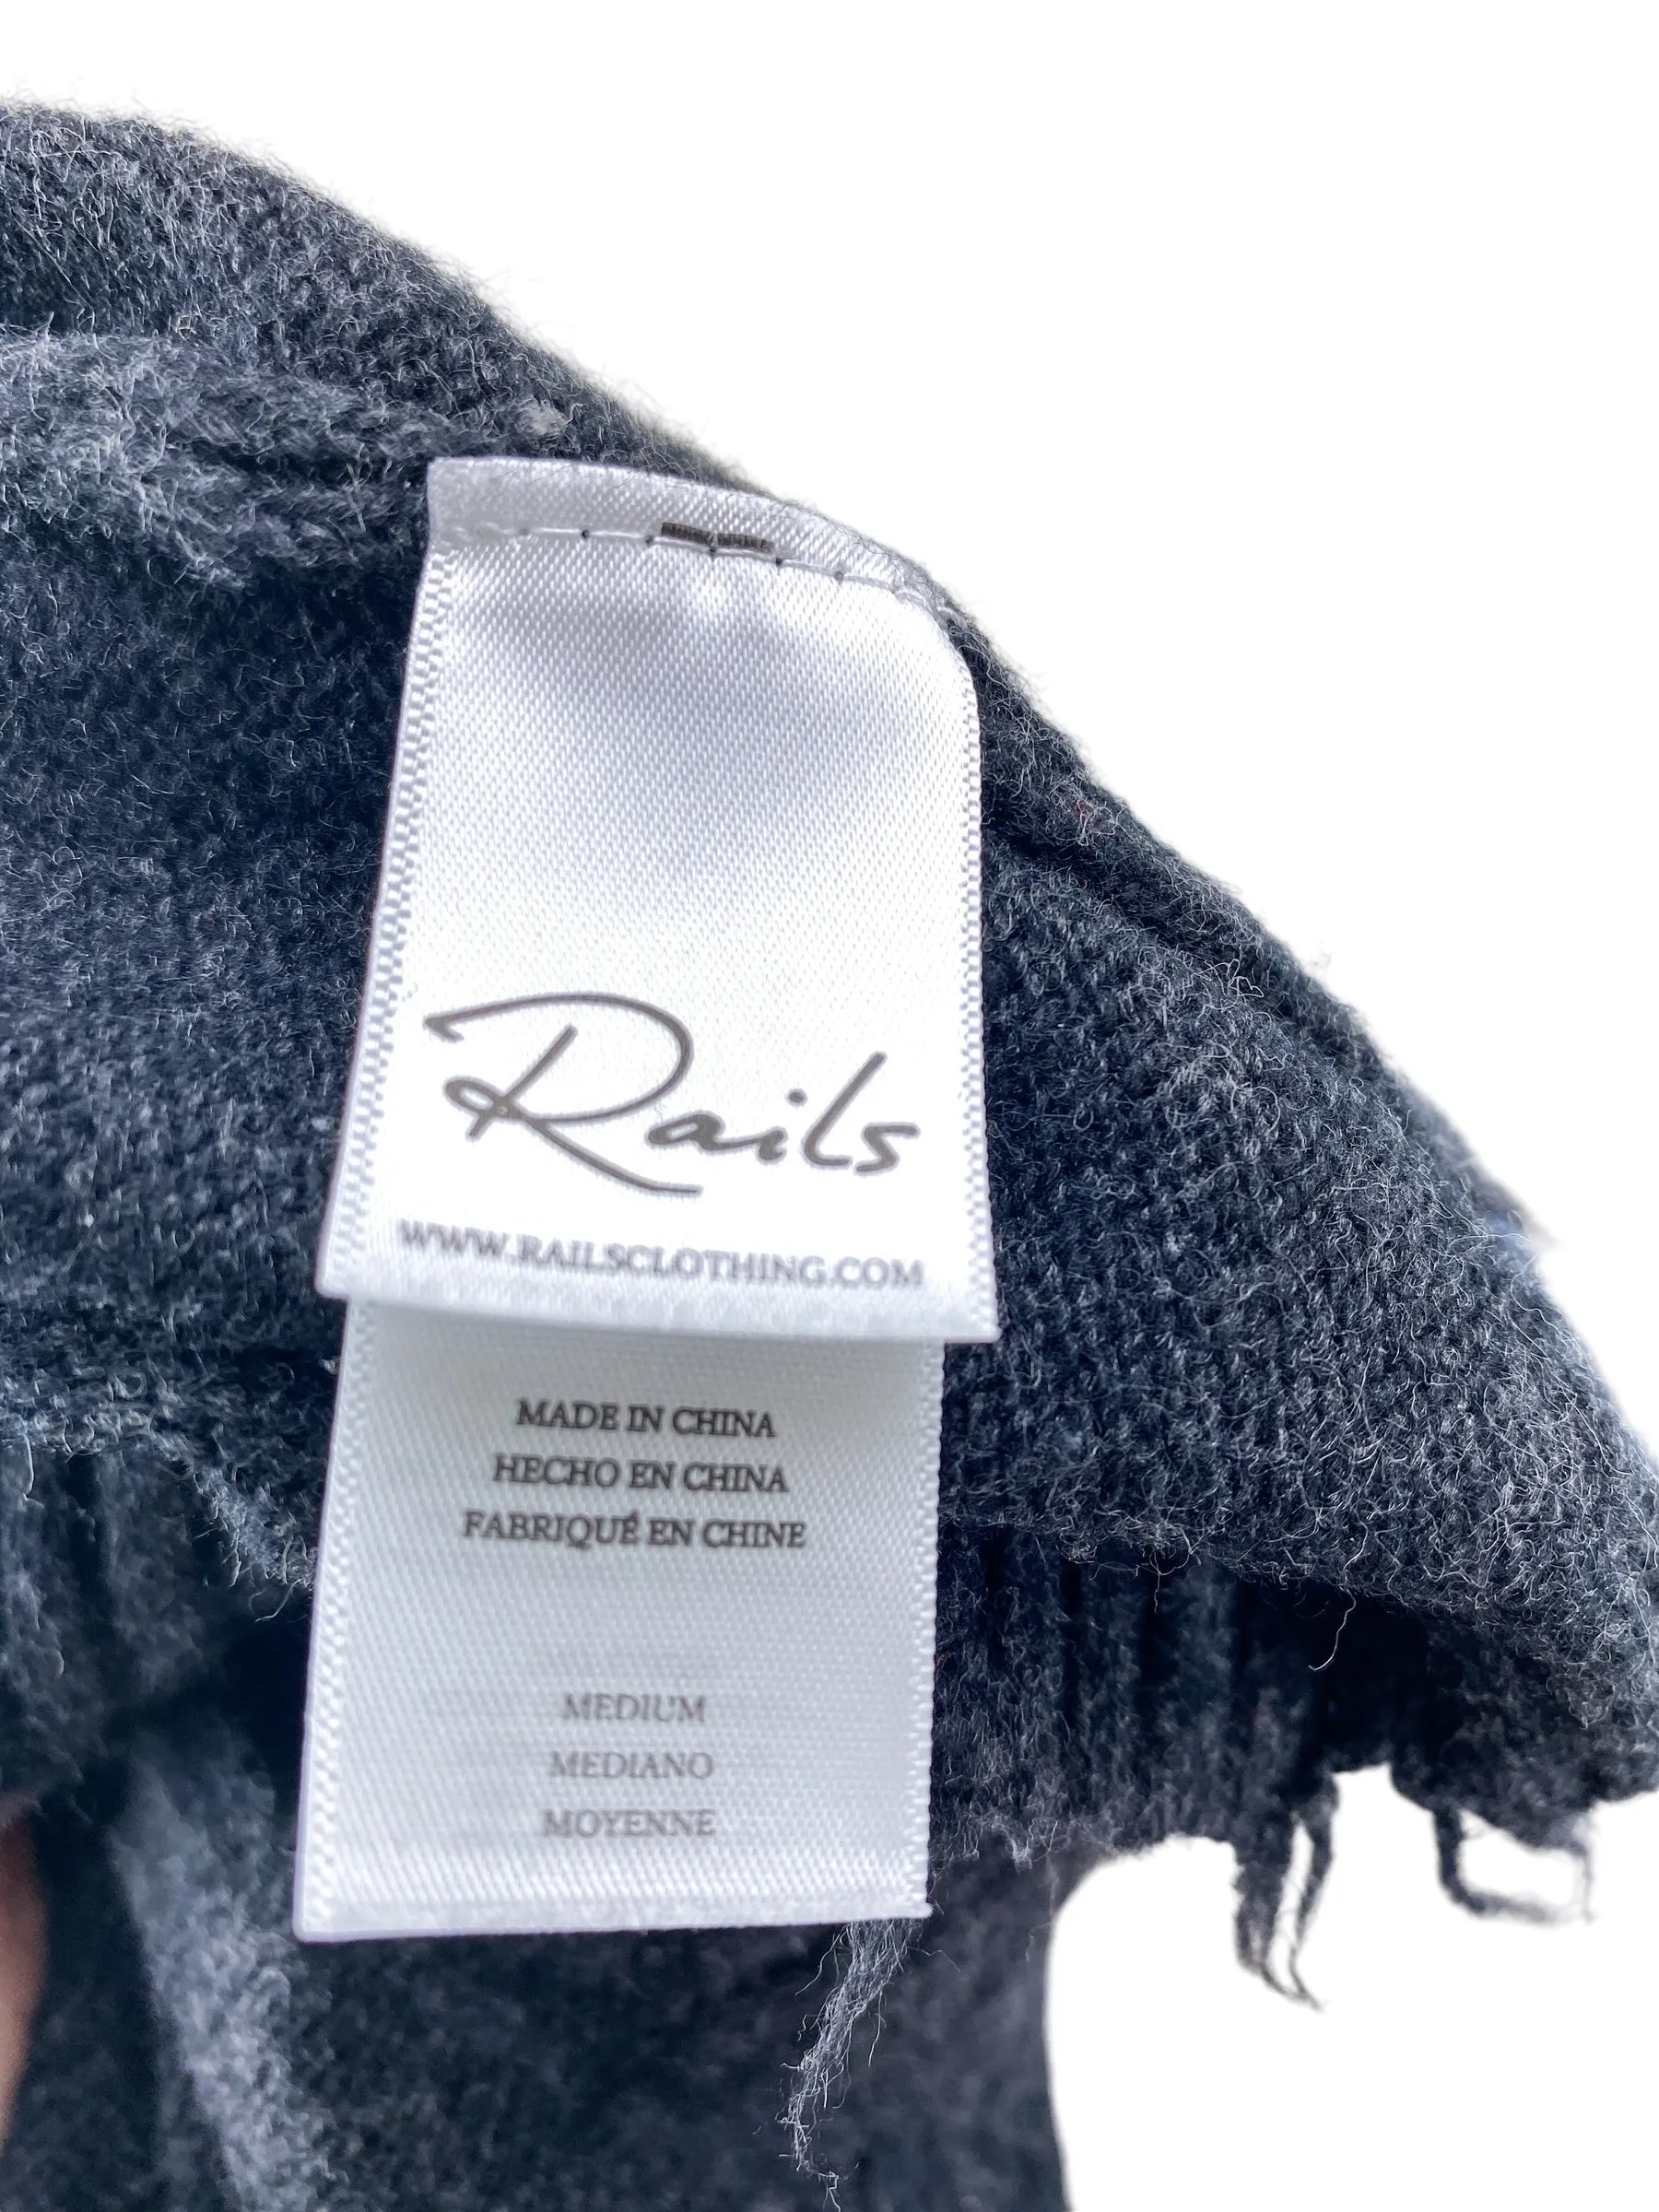 Rails
WWW.RAILSCLOTHING.COM
MADE IN CHINA
HECHO EN CHINA
FABRIQUÉ EN CHINE
MEDIUM
MEDIANO
MOYENNE